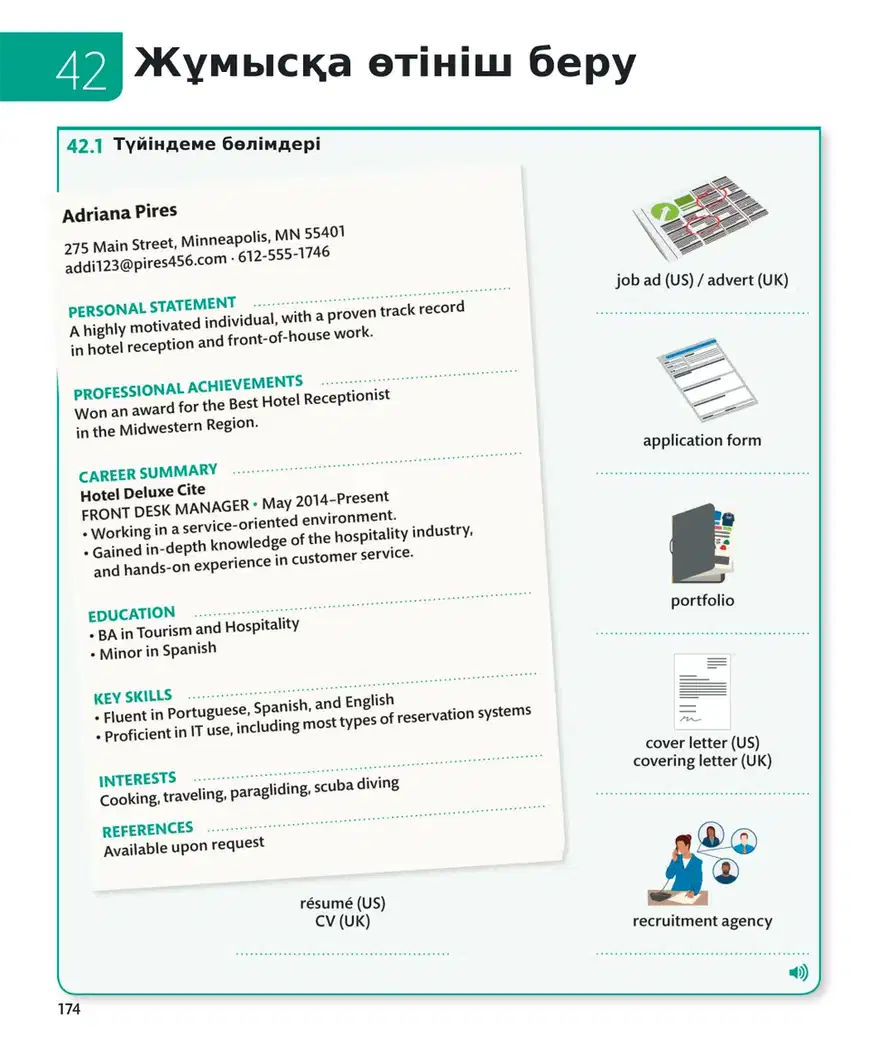 42
Жұмысқа өтініш беру
42.1 Түйіндеме бөлімдері
Adriana Pires
275 Main Street, Minneapolis, MN 55401
addi123@pires456.com · 612-555-1746
PERSONAL STATEMENT
A highly motivated individual, with a proven track record
in hotel reception and front-of-house work.
PROFESSIONAL ACHIEVEMENTS
Won an award for the Best Hotel Receptionist
in the Midwestern Region.
CAREER SUMMARY
Hotel Deluxe Cite
FRONT DESK MANAGER • May 2014–Present
• Working in a service-oriented environment.
• Gained in-depth knowledge of the hospitality industry,
and hands-on experience in customer service.
EDUCATION
• BA in Tourism and Hospitality
• Minor in Spanish
KEY SKILLS
• Fluent in Portuguese, Spanish, and English
• Proficient in IT use, including most types of reservation systems
INTERESTS
Cooking, traveling, paragliding, scuba diving
REFERENCES
Available upon request
résumé (US)
CV (UK)
job ad (US) / advert (UK)
application form
portfolio
cover letter (US)
covering letter (UK)
recruitment agency
174